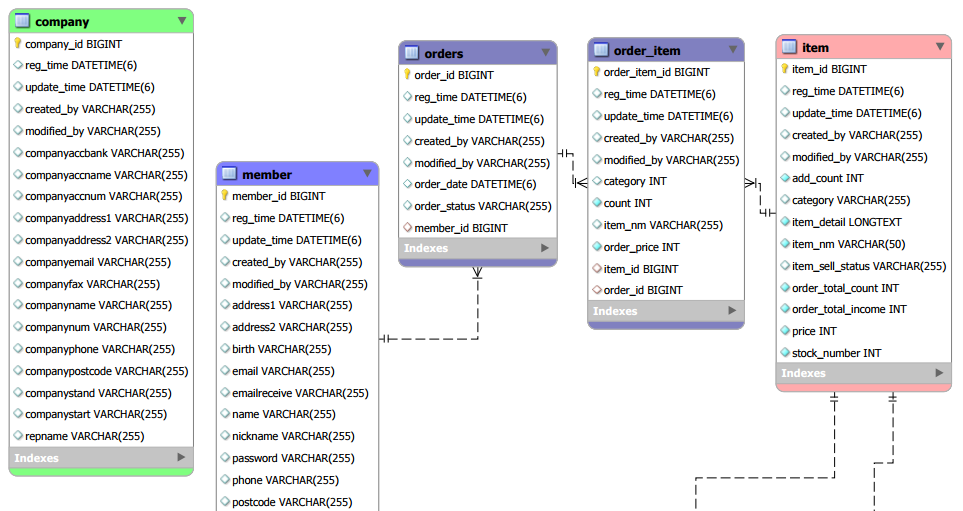 company
company_id BIGINT
reg_time DATETIME(6)
update_time DATETIME(6)
created_by VARCHAR(255)
modified_by VARCHAR(255)
companyaccbank VARCHAR(255)
companyaccname VARCHAR(255)
companyaccnum VARCHAR(255)
companyaddress1 VARCHAR(255)
companyaddress2 VARCHAR(255)
companyemail VARCHAR(255)
companyfax VARCHAR(255)
companyname VARCHAR(255)
companynum VARCHAR(255)
companyphone VARCHAR(255)
companypostcode VARCHAR(255)
companystand VARCHAR(255)
companystart VARCHAR(255)
repname VARCHAR(255)
Indexes
member
member_id BIGINT
reg_time DATETIME(6)
update_time DATETIME(6)
created_by VARCHAR(255)
modified_by VARCHAR(255)
address1 VARCHAR(255)
address2 VARCHAR(255)
birth VARCHAR(255)
email VARCHAR(255)
emailreceive VARCHAR(255)
name VARCHAR(255)
nickname VARCHAR(255)
password VARCHAR(255)
phone VARCHAR(255)
postcode VARCHAR(255)
orders
order_id BIGINT
reg_time DATETIME(6)
update_time DATETIME(6)
created_by VARCHAR(255)
modified_by VARCHAR(255)
order_date DATETIME(6)
order_status VARCHAR(255)
member_id BIGINT
Indexes
order_item
order_item_id BIGINT
reg_time DATETIME(6)
update_time DATETIME(6)
created_by VARCHAR(255)
modified_by VARCHAR(255)
category INT
count INT
item_nm VARCHAR(255)
order_price INT
item_id BIGINT
order_id BIGINT
Indexes
item
item_id BIGINT
reg_time DATETIME(6)
update_time DATETIME(6)
created_by VARCHAR(255)
modified_by VARCHAR(255)
add_count INT
category VARCHAR(255)
item_detail LONGTEXT
item_nm VARCHAR(50)
item_sell_status VARCHAR(255)
order_total_count INT
order_total_income INT
price INT
stock_number INT
Indexes